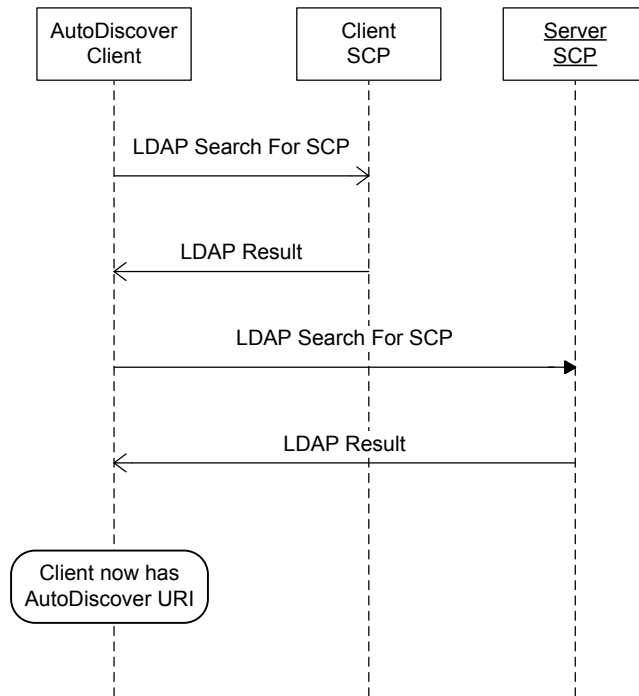 AutoDiscover
Client
Client
SCP
Server
SCP
LDAP Search For SCP
LDAP Result
LDAP Search For SCP
LDAP Result
Client now has
AutoDiscover URI